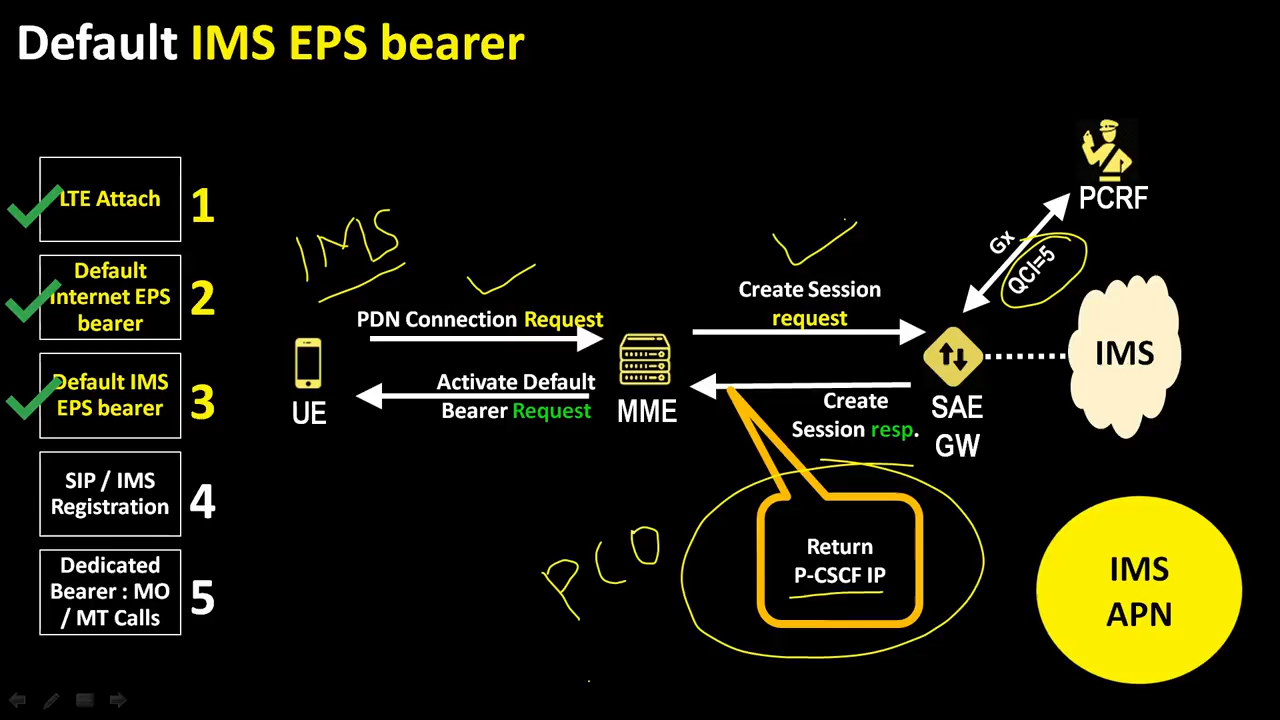 Default IMS EPS bearer
LTE Attach
1
Default
Internet EPS
bearer
2
Default IMS
EPS bearer
3
SIP / IMS
Registration
4
Dedicated
Bearer : MO
/ MT Calls
5
IMS
PDN Connection Request
Activate Default
Bearer Request
UE
MME
Create Session
request
Create
Session resp.
SAE
GW
Gx
QCI=5
PCRF
IMS
PCO
Return
P-CSCF IP
IMS
APN